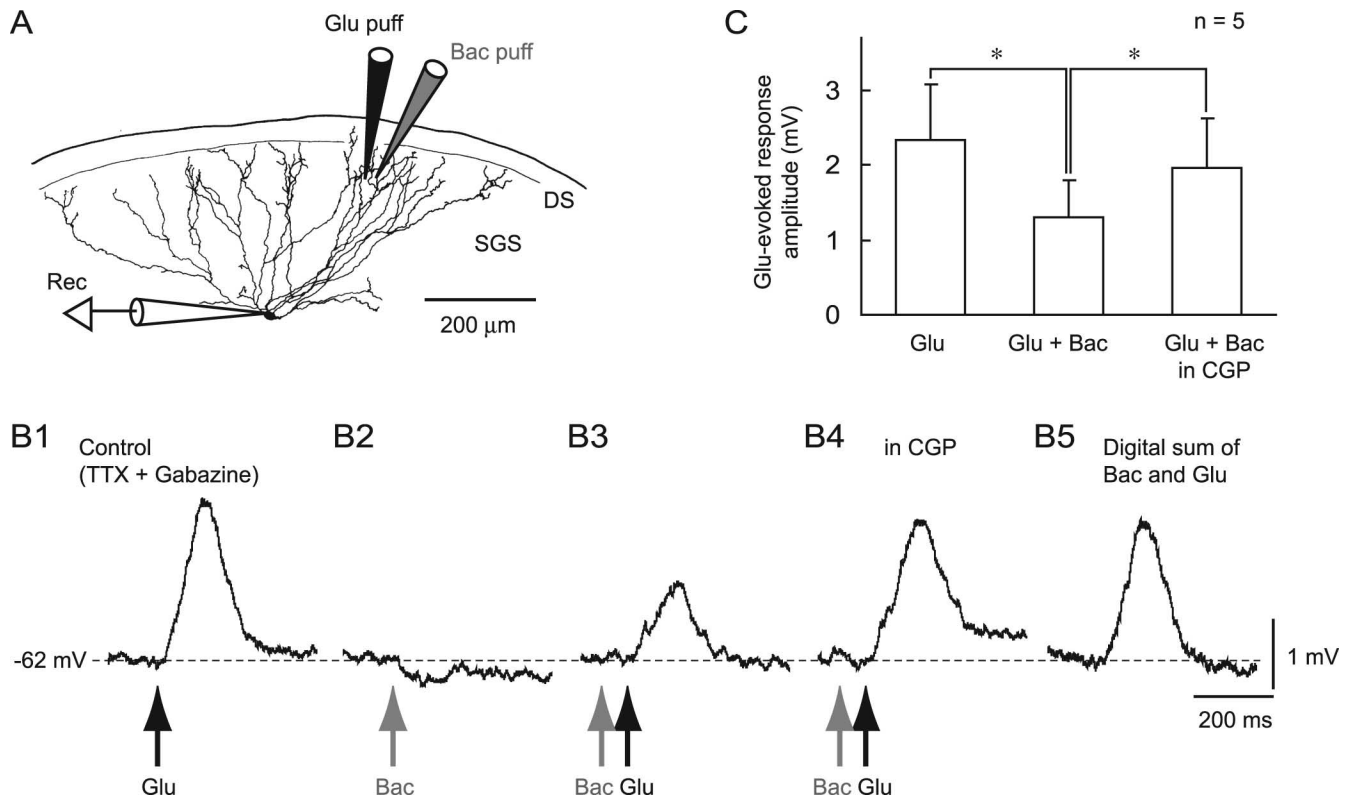 A
Glu puff
Bac puff
DS
SGS
Rec
200 μm
C
n = 5
*
*
Glu-evoked response
amplitude (mV)
3
2
1
0
Glu
Glu + Bac
Glu + Bac
in CGP
B1
Control
(TTX + Gabazine)
B2
B3
B4
in CGP
B5
Digital sum of
Bac and Glu
-62 mV
1 mV
200 ms
Glu
Bac
Bac Glu
Bac Glu